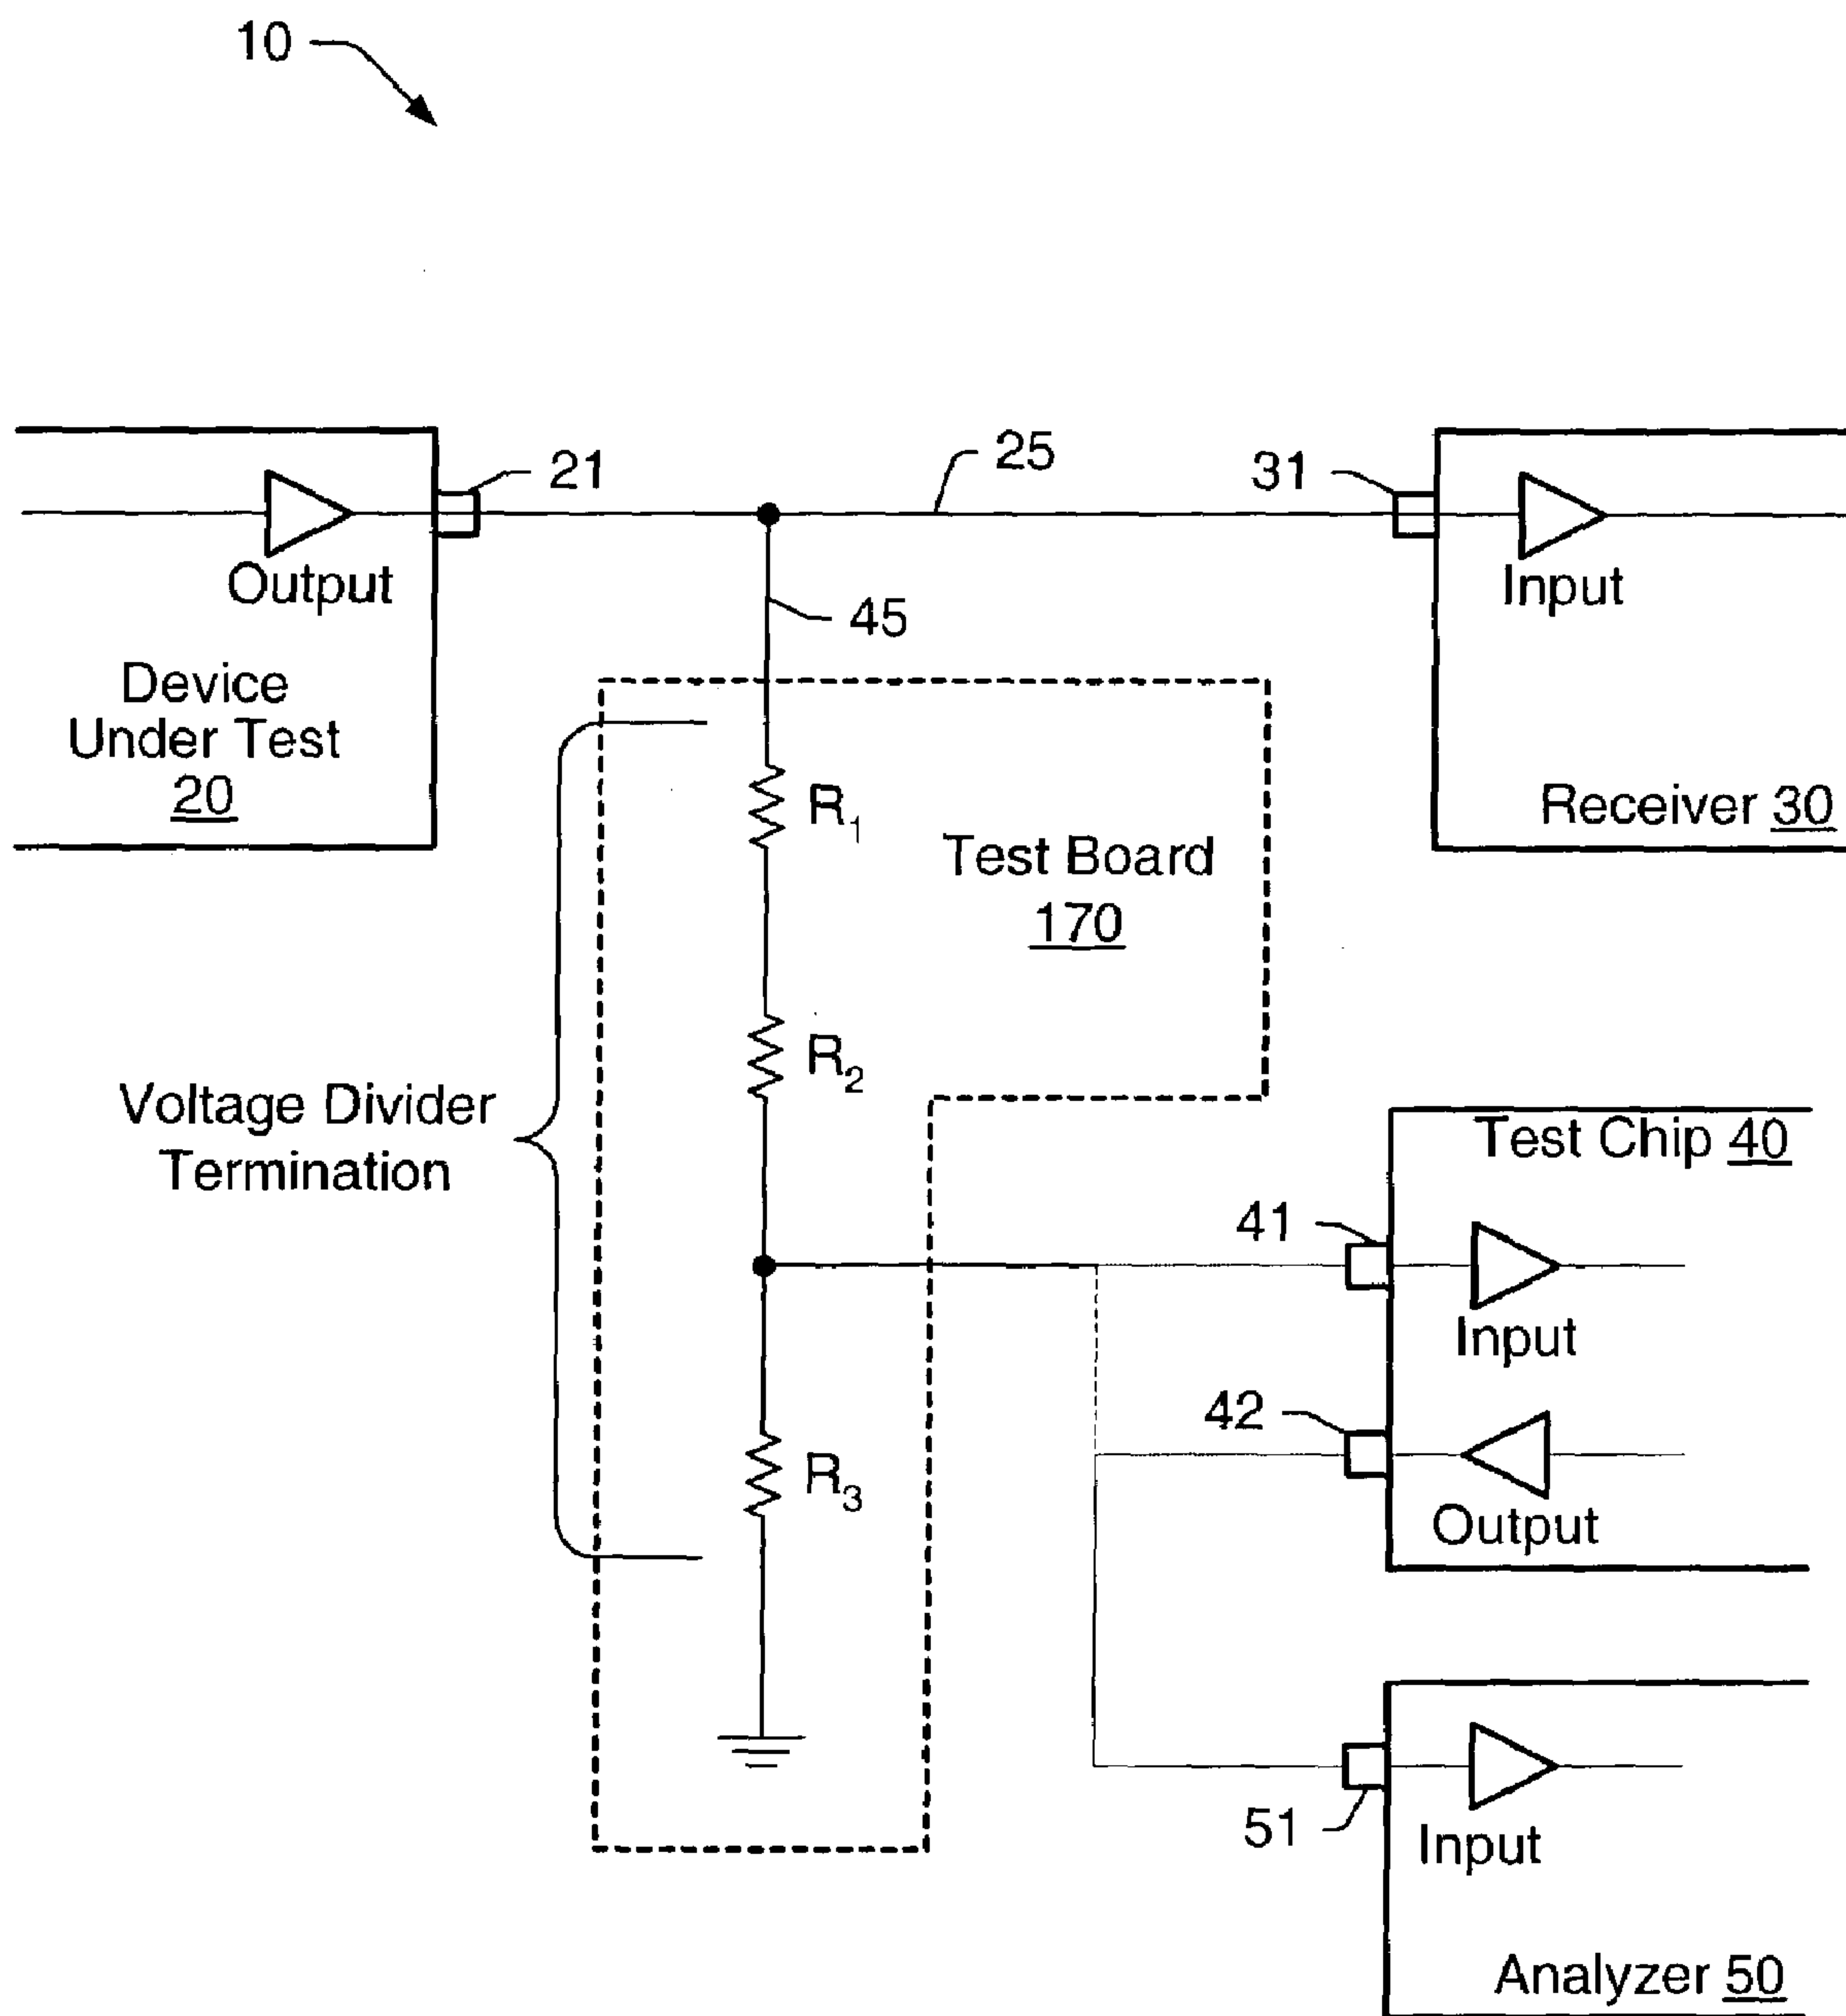 10
21
25
31
Output
Input
45
Device
Under Test
20
R1
Receiver 30
Test Board
170
R2
Voltage Divider
Termination
Test Chip 40
41
Input
42
R3
Output
51
Input
Analyzer 50